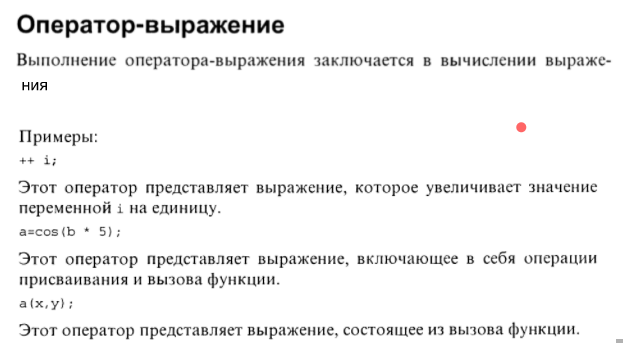 Оператор-выражение
Выполнение оператора-выражения заключается в вычислении выраже-
ния
Примеры:
++ i;
Этот оператор представляет выражение, которое увеличивает значение
переменной i на единицу.
a=cos(b * 5);
Этот оператор представляет выражение, включающее в себя операции
присваивания и вызова функции.
a(x,y);
Этот оператор представляет выражение, состоящее из вызова функции.